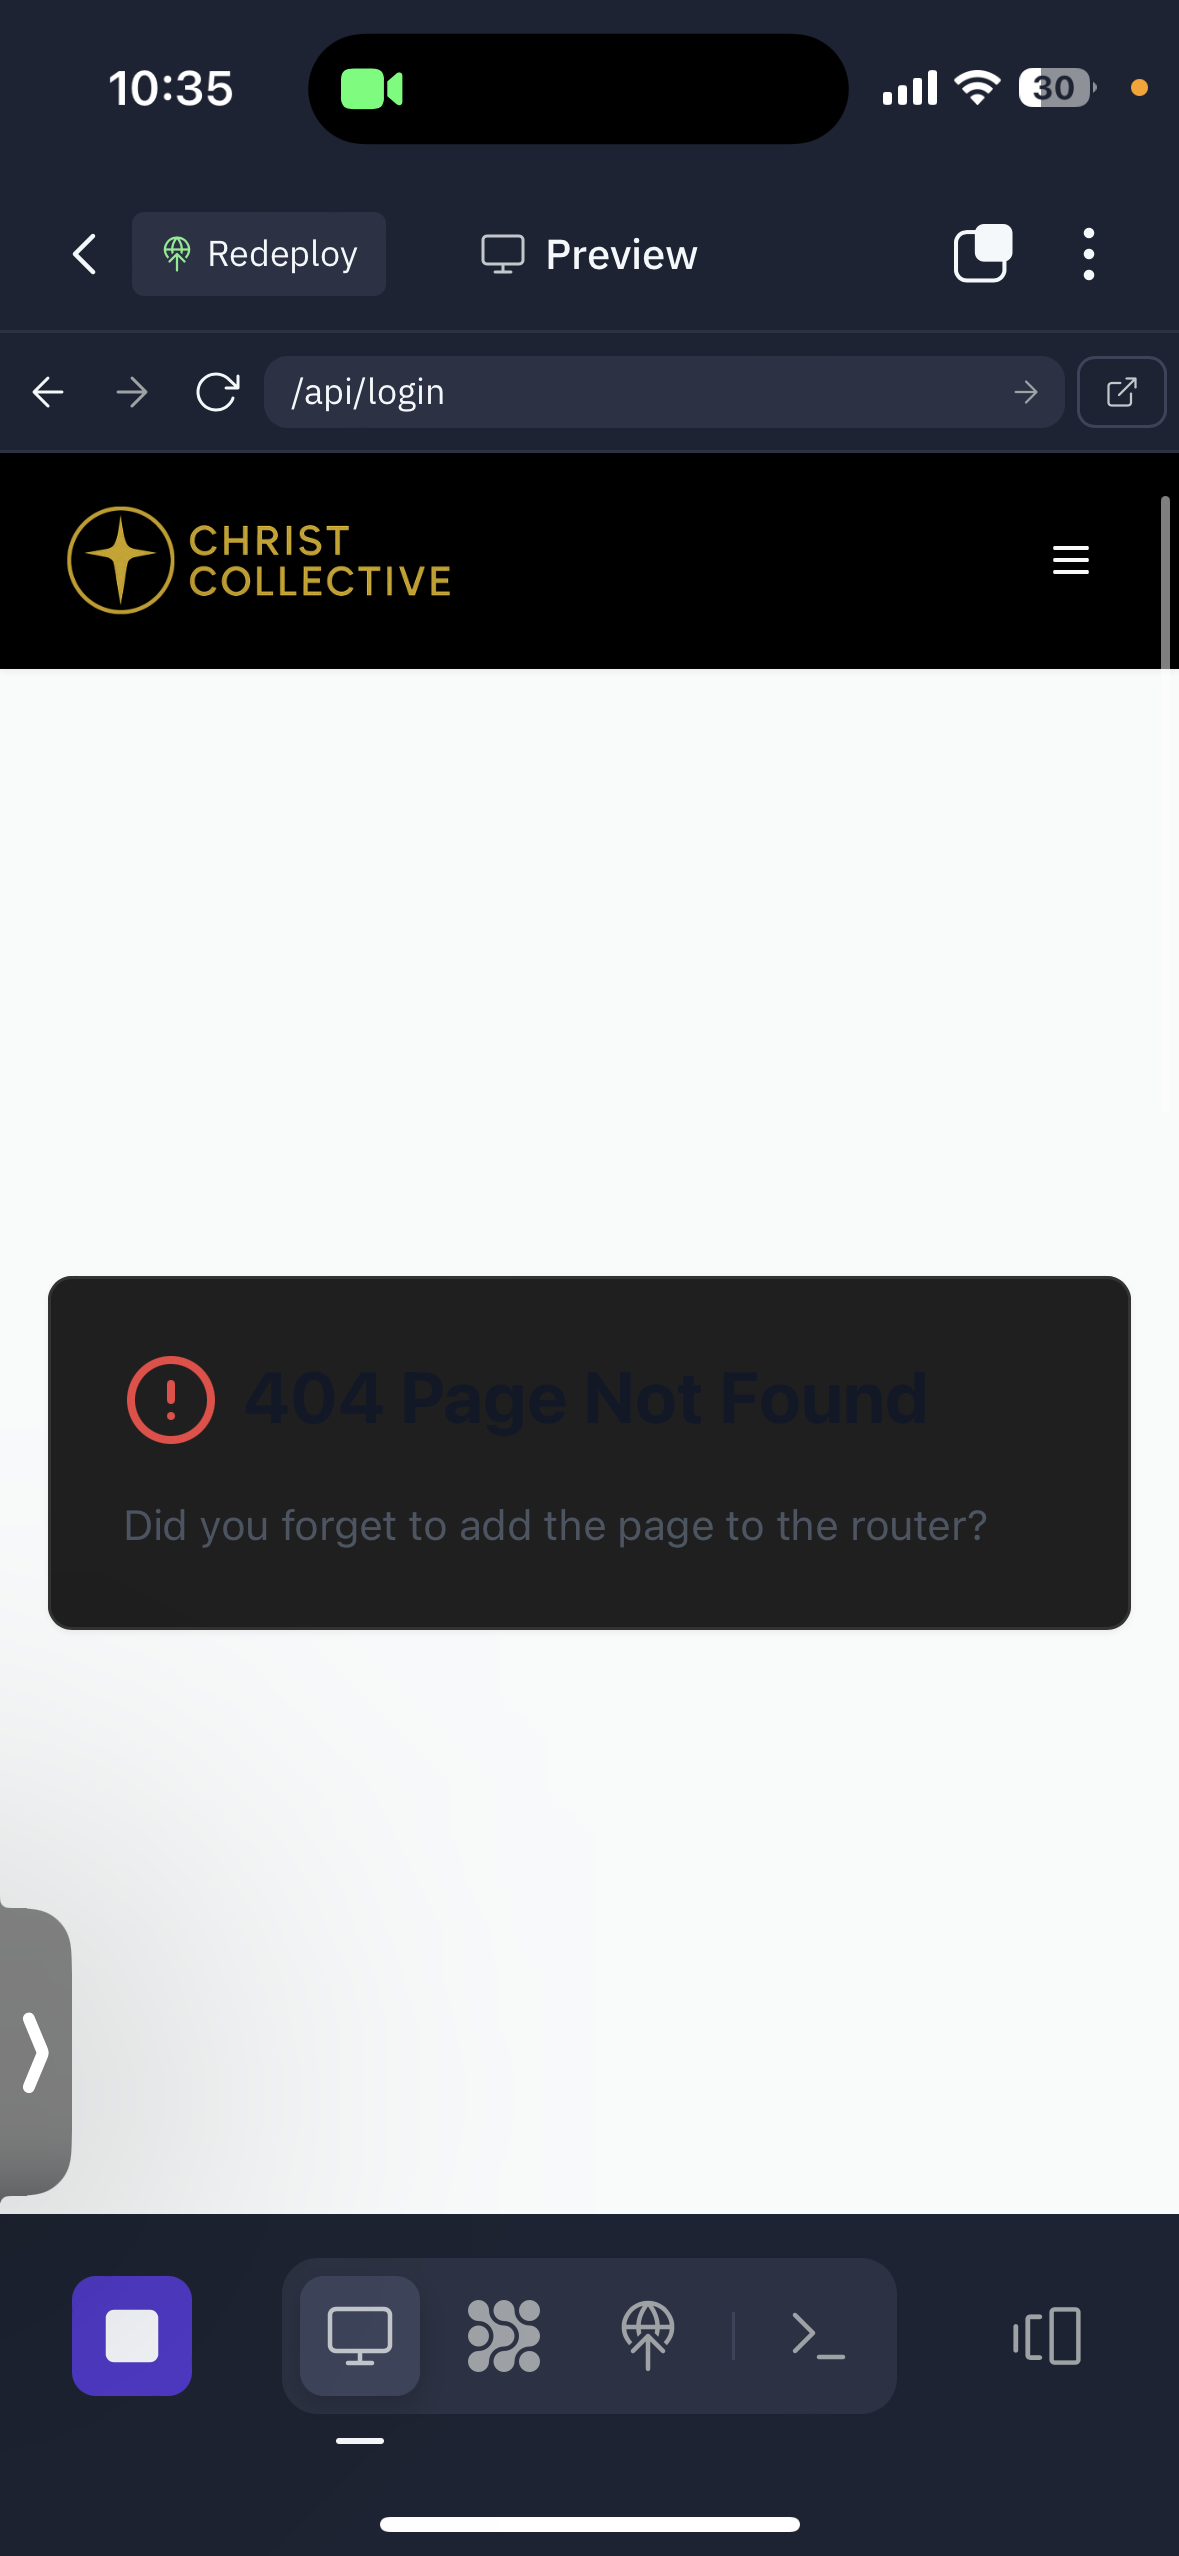 10:35
30
Redeploy
Preview
/api/login
CHRIST
COLLECTIVE
404 Page Not Found
Did you forget to add the page to the router?